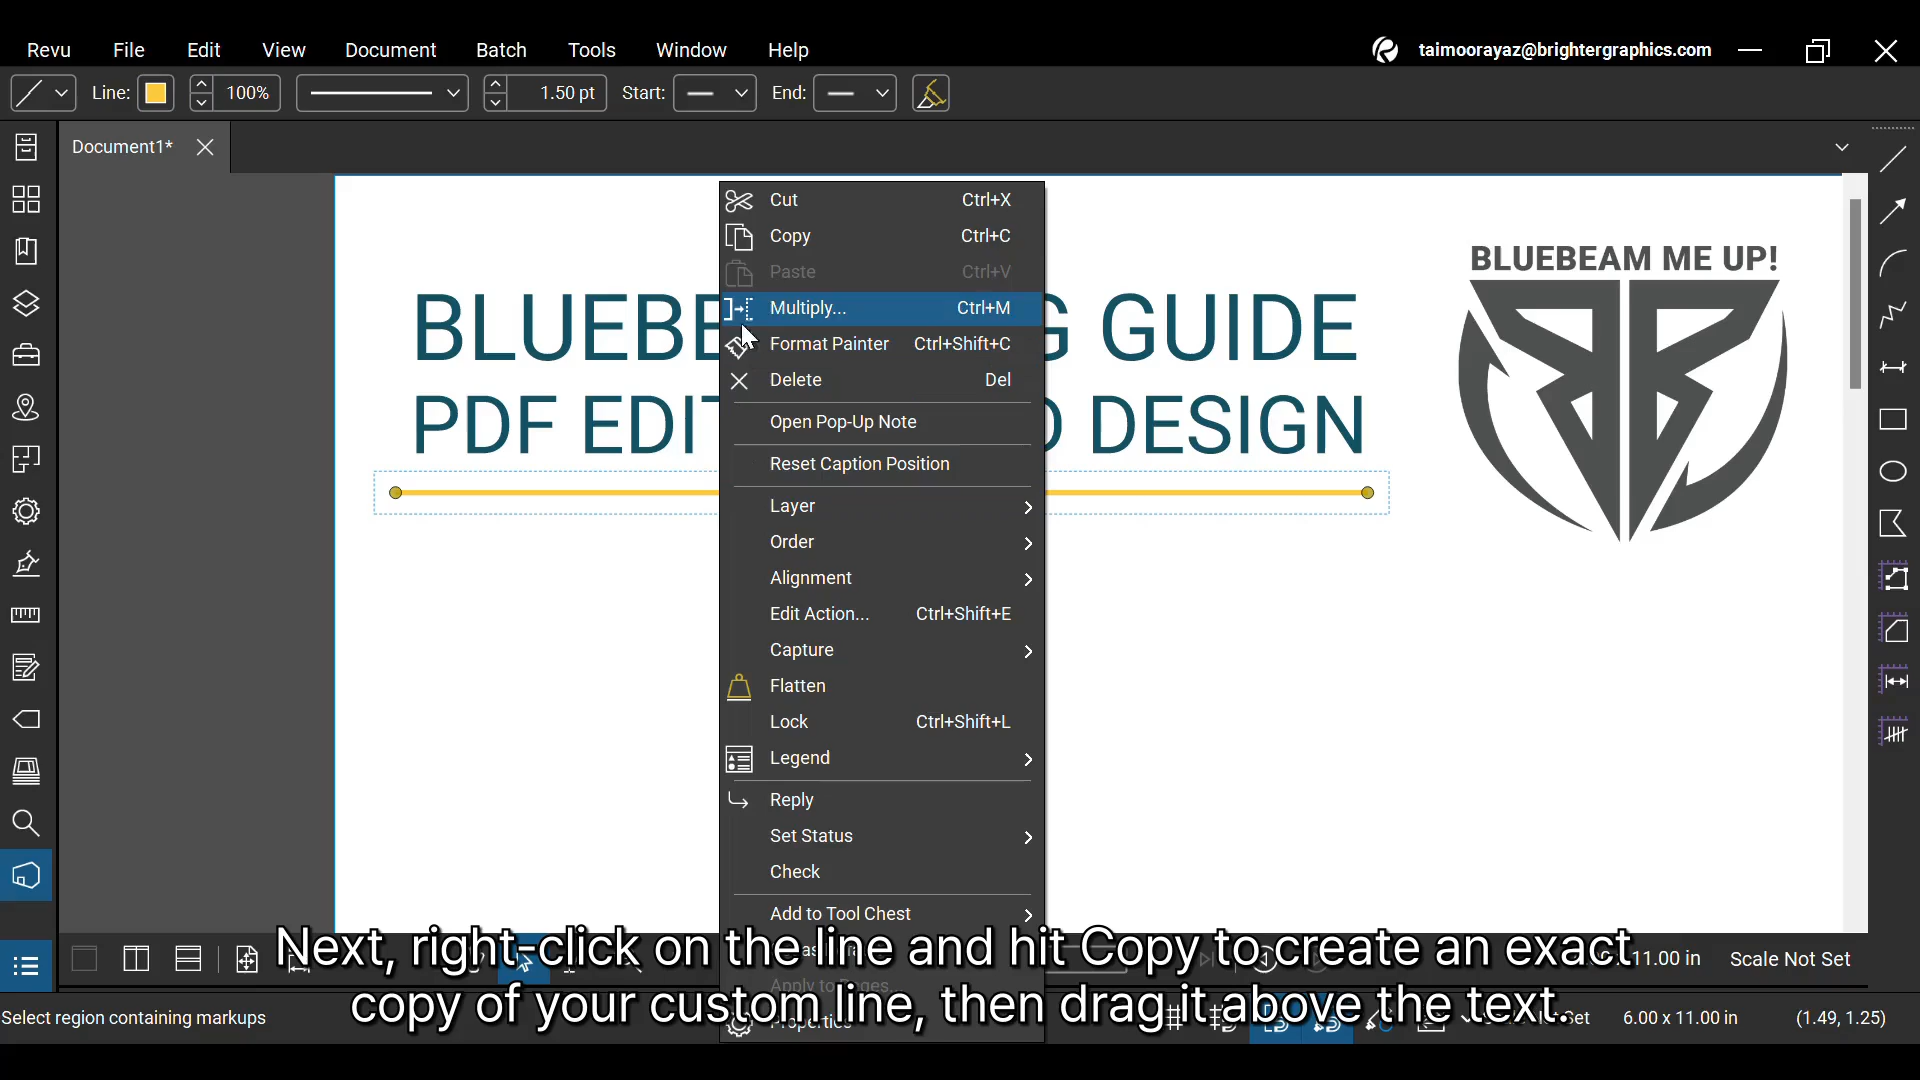 Revu File Edit View Document Batch Tools Window Help taimoorayaz@brightergraphics.com
Line: 100% 1.50 pt Start: End:
Document1*
Cut Ctrl+X
Copy Ctrl+C
Paste Ctrl+V
Multiply... Ctrl+M
Format Painter Ctrl+Shift+C
Delete Del
Open Pop-Up Note
Reset Caption Position
Layer
Order
Alignment
Edit Action... Ctrl+Shift+E
Capture
Flatten
Lock Ctrl+Shift+L
Legend
Reply
Set Status
Check
Add to Tool Chest
Apply to Pages...
Properties
BLUEBE G GUIDE
PDF EDIT D DESIGN
BLUEBEAM ME UP!
Next, right-click on the line and hit Copy to create an exact
copy of your custom line, then drag it above the text.
11.00 in Scale Not Set
Select region containing markups
Set 6.00 x 11.00 in (1.49, 1.25)